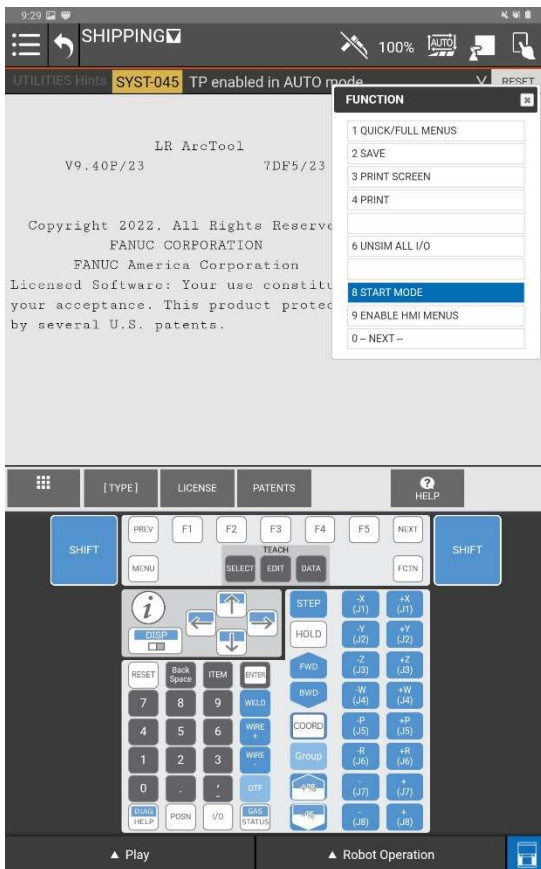 9:29
SHIPPING
100%
AUTO
UTILITIES Hints SYST-045 TP enabled in AUTO mode
RESET
FUNCTION
1 QUICK/FULL MENUS
2 SAVE
3 PRINT SCREEN
4 PRINT
6 UNSIM ALL I/O
8 START MODE
9 ENABLE HMI MENUS
0 -- NEXT --
LR ArcTool
V9.40P/23 7DF5/23
Copyright 2022. All Rights Reserve
FANUC CORPORATION
FANUC America Corporation
Licensed Software: Your use constitu
your acceptance. This product protec
by several U.S. patents.
[TYPE] LICENSE PATENTS HELP
SHIFT
PREV F1 F2 F3 F4 F5 NEXT
TEACH
MENU SELECT EDIT DATA FCTN
SHIFT
i
DISP
STEP -X (J1) +X (J1)
HOLD -Y (J2) +Y (J2)
RESET Back Space ITEM ENTER FWD -Z (J3) +Z (J3)
7 8 9 WELD BWD -W (J4) +W (J4)
4 5 6 WIRE + COORD -P (J5) +P (J5)
1 2 3 WIRE - Group -R (J6) +R (J6)
0 . OTF +% - (J7) + (J7)
DIAG HELP POSN I/O GAS STATUS -% - (J8) + (J8)
▲ Play ▲ Robot Operation